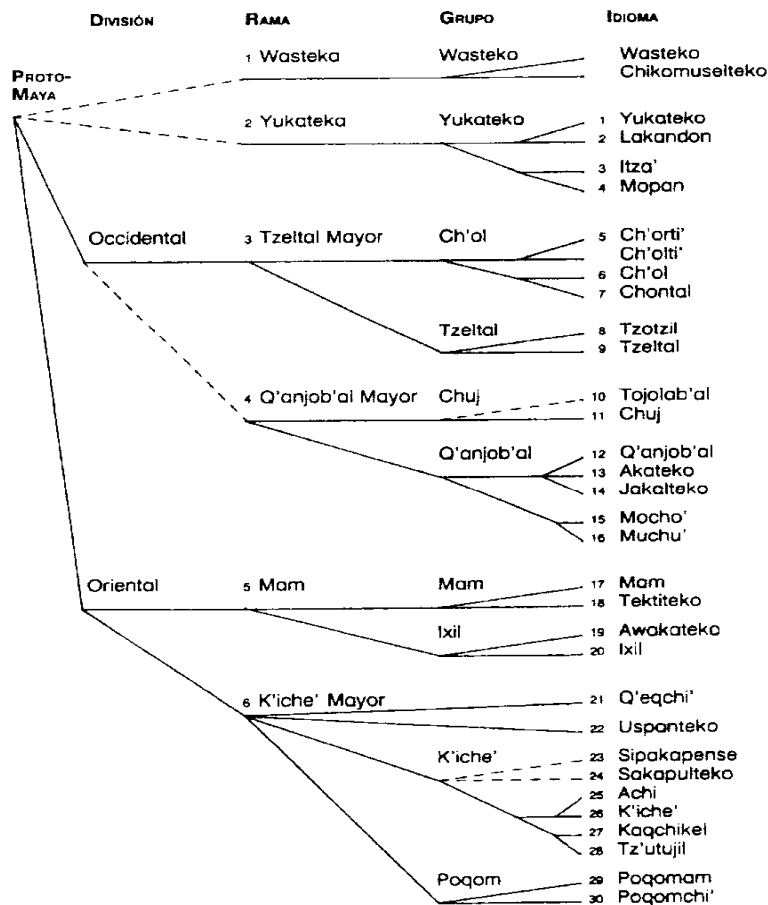 DIVISIÓN RAMA GRUPO IDIOMA
PROTO-
MAYA
1 Wasteka Wasteko Wasteko
Chikomuselteko
2 Yukateka Yukateko 1 Yukateko
2 Lakandon
3 Itza'
4 Mopan
Occidental 3 Tzeltal Mayor Ch'ol 5 Ch'orti'
Ch'olti'
6 Ch'ol
7 Chontal
Tzeltal 8 Tzotzil
9 Tzeltal
4 Q'anjob'al Mayor Chuj 10 Tojolab'al
11 Chuj
Q'anjob'al 12 Q'anjob'al
13 Akateko
14 Jakalteko
15 Mocho'
16 Muchu'
Oriental 5 Mam Mam 17 Mam
18 Tektiteko
Ixil 19 Awakateko
20 Ixil
6 K'iche' Mayor 21 Q'eqchi'
22 Uspanteko
K'iche' 23 Sipakapense
24 Sakapulteko
25 Achi
26 K'iche'
27 Kaqchikel
28 Tz'utujil
Poqom 29 Poqomam
30 Poqomchi'